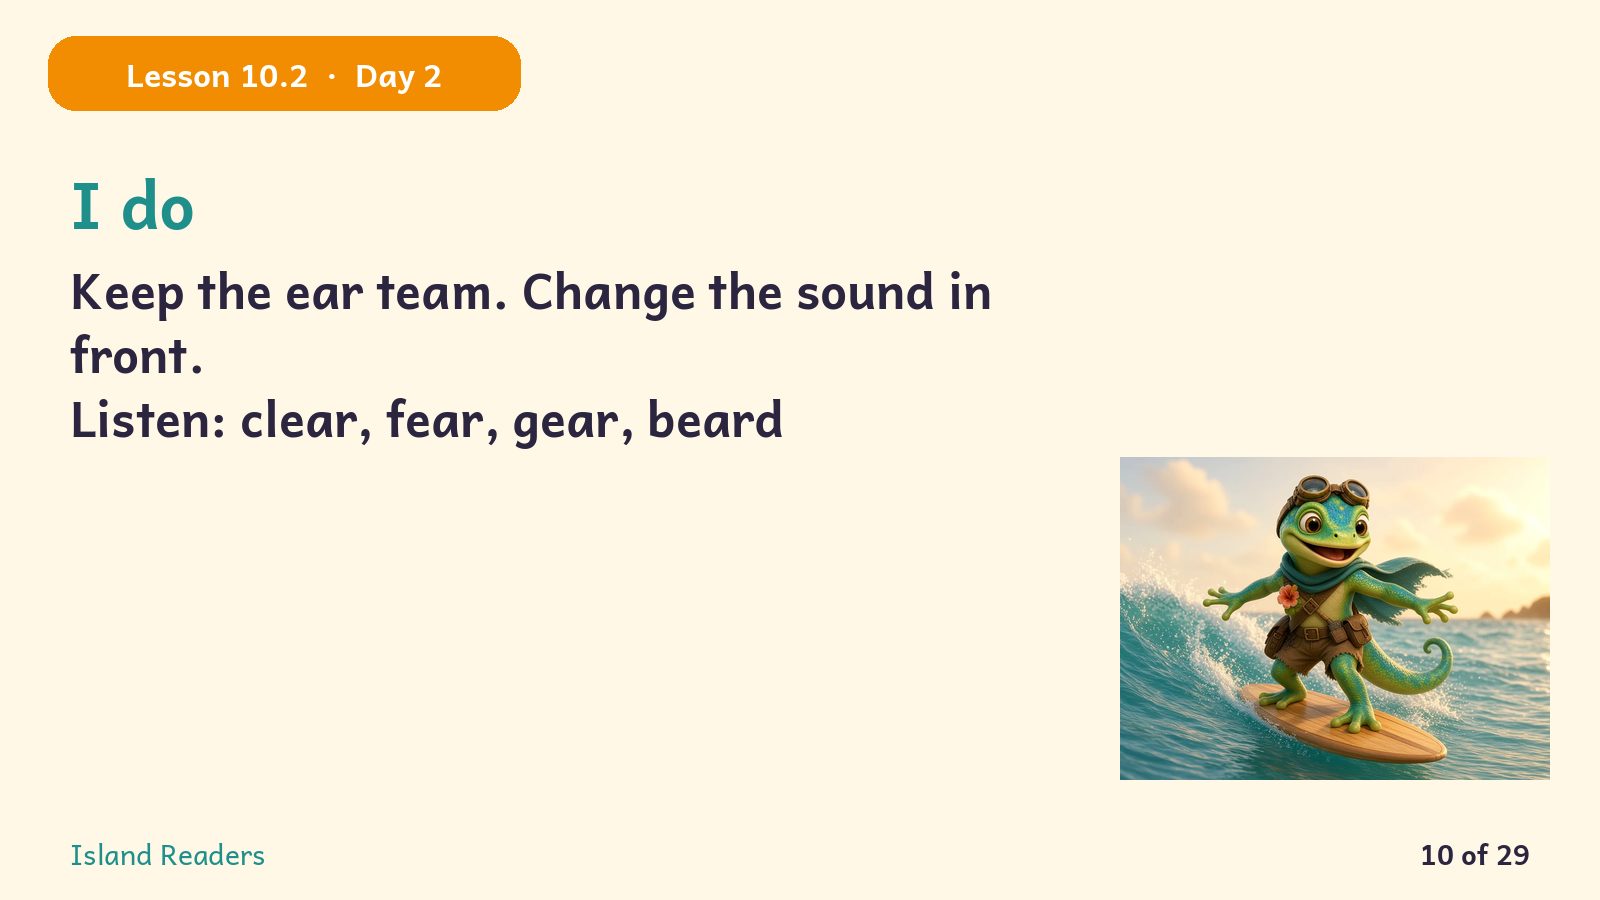 Lesson 10.2 · Day 2
I do
Keep the ear team. Change the sound in
front.
Listen: clear, fear, gear, beard
Island Readers
10 of 29